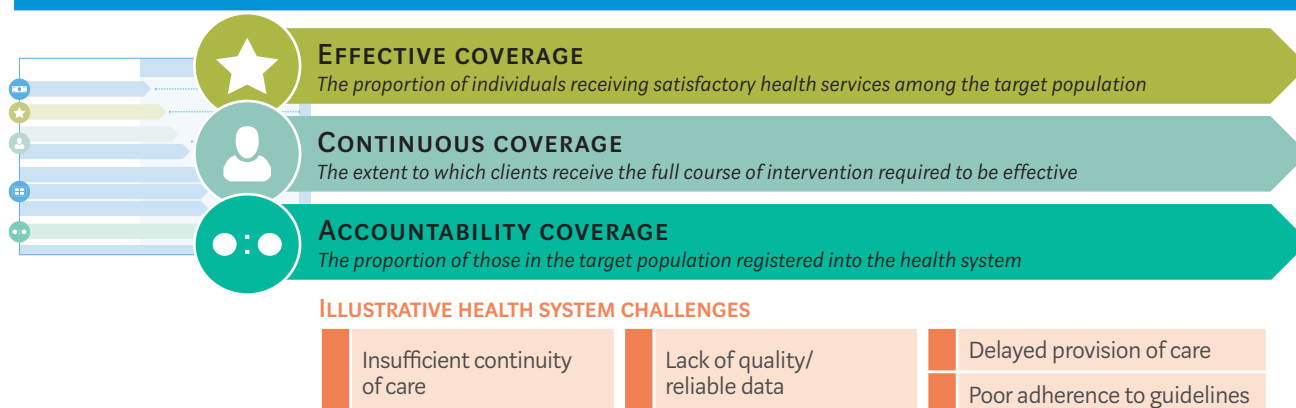 EFFECTIVE COVERAGE
The proportion of individuals receiving satisfactory health services among the target population
CONTINUOUS COVERAGE
The extent to which clients receive the full course of intervention required to be effective
ACCOUNTABILITY COVERAGE
The proportion of those in the target population registered into the health system
ILLUSTRATIVE HEALTH SYSTEM CHALLENGES
Insufficient continuity
of care
Lack of quality/
reliable data
Delayed provision of care
Poor adherence to guidelines